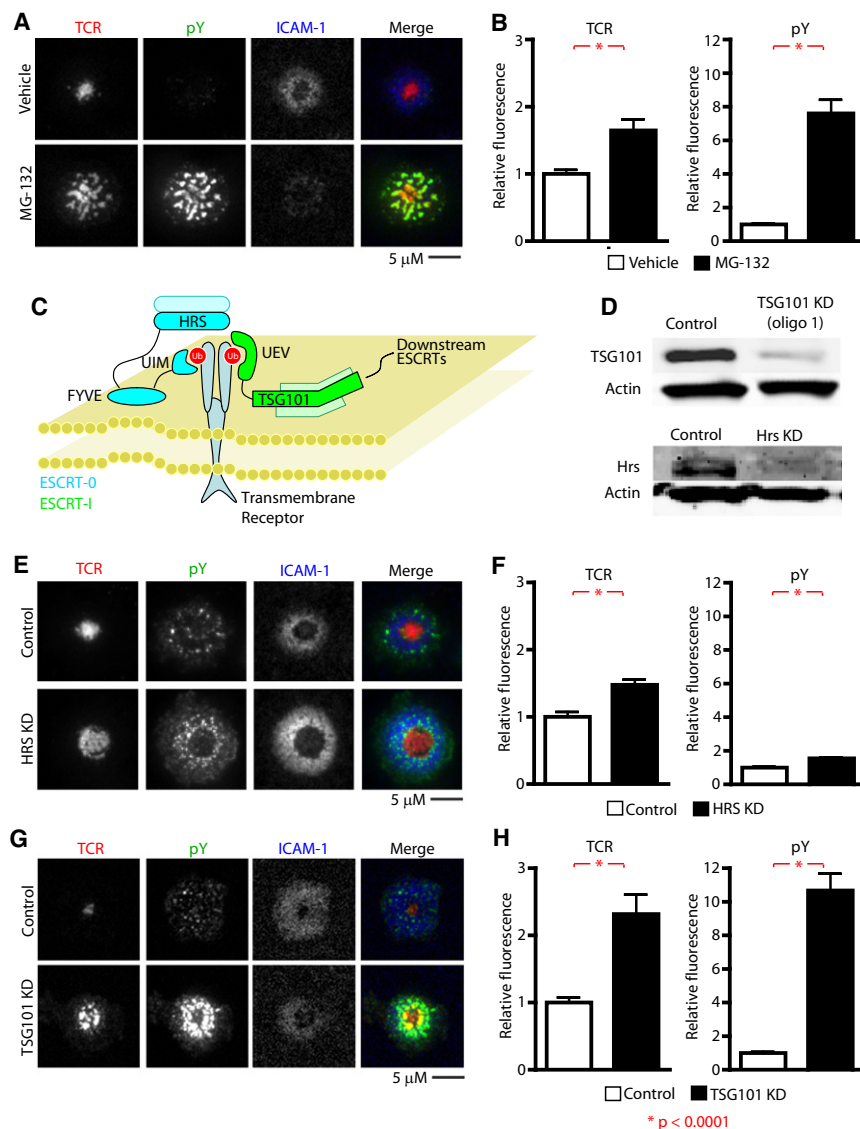 A
TCR pY ICAM-1 Merge
Vehicle
MG-132
5 µM
B
TCR pY
Relative fluorescence
3
2
1
0
*
Relative fluorescence
12
10
8
6
4
2
0
*
Vehicle MG-132
C
HRS
UIM
Ub
Ub
UEV
FYVE
TSG101
Downstream
ESCRTs
ESCRT-0
ESCRT-I
Transmembrane
Receptor
D
Control
TSG101 KD
(oligo 1)
TSG101
Actin
Control Hrs KD
Hrs
Actin
E
TCR pY ICAM-1 Merge
Control
HRS KD
5 µM
F
TCR pY
Relative fluorescence
3
2
1
0
*
Relative fluorescence
12
10
8
6
4
2
0
*
Control HRS KD
G
TCR pY ICAM-1 Merge
Control
TSG101 KD
5 µM
H
TCR pY
Relative fluorescence
3
2
1
0
*
Relative fluorescence
12
10
8
6
4
2
0
*
Control TSG101 KD
* p < 0.0001